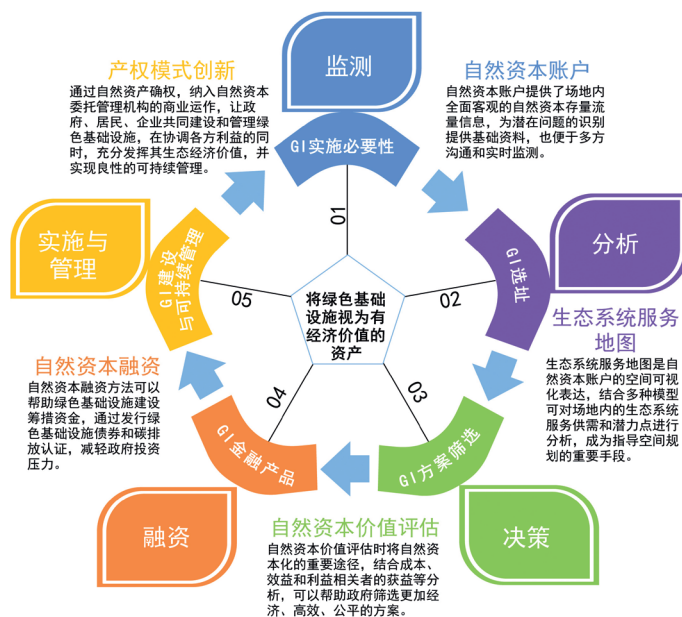 监测
产权模式创新
通过自然资产确权，纳入自然资本
委托管理机构的商业运作，让政
府、居民、企业共同建设和管理绿
色基础设施，在协调各方利益的同
时，充分发挥其生态经济价值，并
实现良性的可持续管理。
自然资本账户
自然资本账户提供了场地内
全面客观的自然资本存量流
量信息，为潜在问题的识别
提供基础资料，也便于多方
沟通和实时监测。
GI实施必要性
01
实施与
管理
GI建设
与可持续管理
05
将绿色基础
设施视为有
经济价值的
资产
02
GI选址
分析
生态系统服务
地图
生态系统服务地图是自
然资本账户的空间可视
化表达，结合多种模型
可对场地内的生态系统
服务供需和潜力点进行
分析，成为指导空间规
划的重要手段。
自然资本融资
自然资本融资方法可以
帮助绿色基础设施建设
筹措资金，通过发行绿
色基础设施债券和碳排
放认证，减轻政府投资
压力。
04
GI金融产品
03
GI方案筛选
融资
自然资本价值评估
自然资本价值评估时将自然资本
化的重要途径，结合成本、
效益和利益相关者的获益等分
析，可以帮助政府筛选更加经
济、高效、公平的方案。
决策